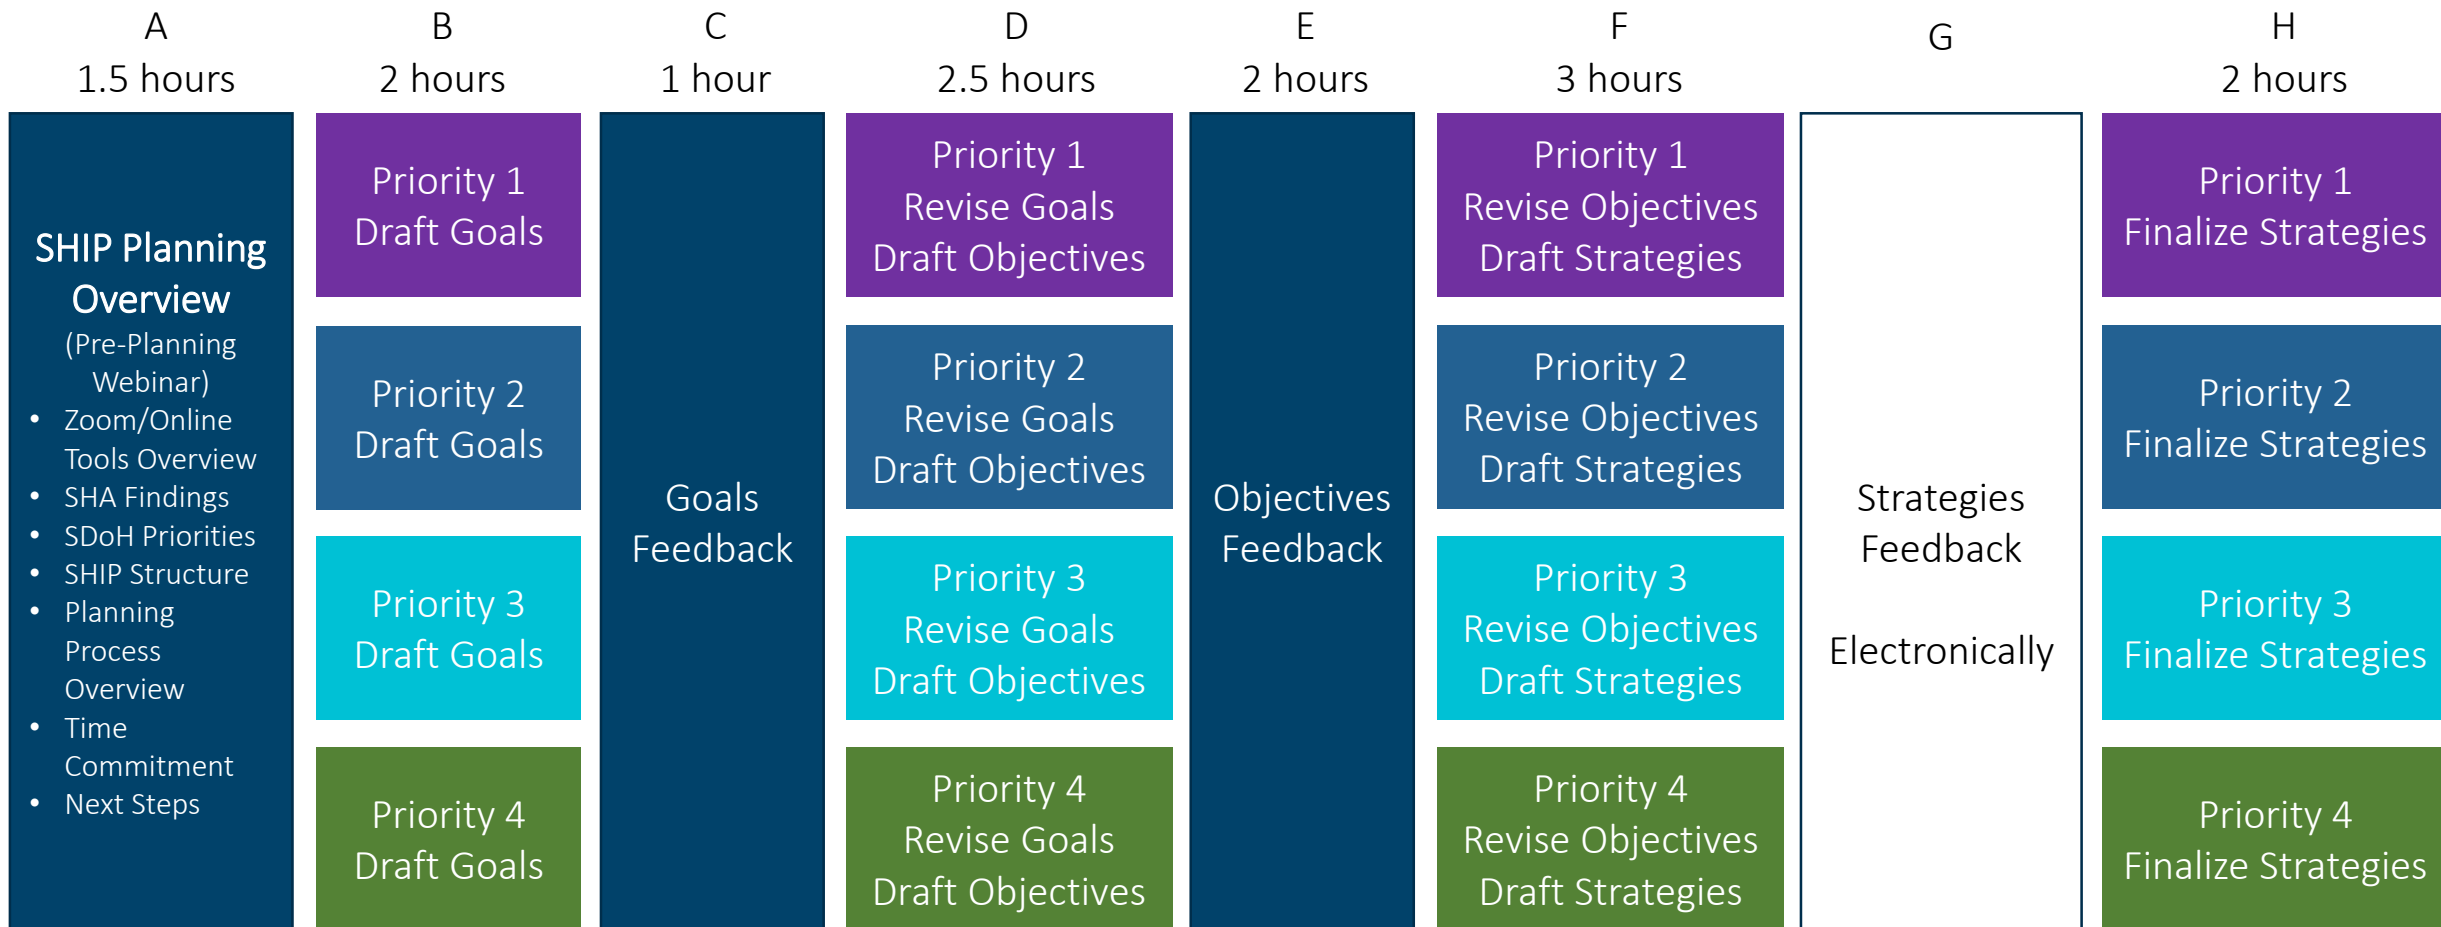 A
1.5 hours
SHIP Planning
Overview
(Pre-Planning
Webinar)
• Zoom/Online
Tools Overview
• SHA Findings
• SDoH Priorities
• SHIP Structure
• Planning
Process
Overview
• Time
Commitment
• Next Steps
B
2 hours
Priority 1
Draft Goals
Priority 2
Draft Goals
Priority 3
Draft Goals
Priority 4
Draft Goals
C
1 hour
Goals
Feedback
D
2.5 hours
Priority 1
Revise Goals
Draft Objectives
Priority 2
Revise Goals
Draft Objectives
Priority 3
Revise Goals
Draft Objectives
Priority 4
Revise Goals
Draft Objectives
E
2 hours
Objectives
Feedback
F
3 hours
Priority 1
Revise Objectives
Draft Strategies
Priority 2
Revise Objectives
Draft Strategies
Priority 3
Revise Objectives
Draft Strategies
Priority 4
Revise Objectives
Draft Strategies
G
Strategies
Feedback
Electronically
H
2 hours
Priority 1
Finalize Strategies
Priority 2
Finalize Strategies
Priority 3
Finalize Strategies
Priority 4
Finalize Strategies